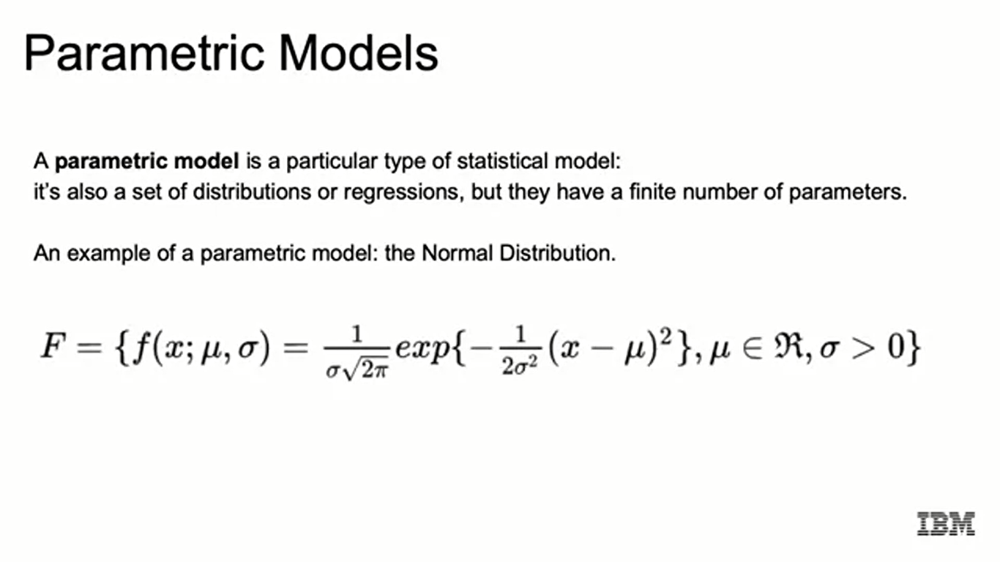 Parametric Models
A parametric model is a particular type of statistical model:
it's also a set of distributions or regressions, but they have a finite number of parameters.
An example of a parametric model: the Normal Distribution.
$F = \{f(x; \mu, \sigma) = \frac{1}{\sigma\sqrt{2\pi}} exp\{-\frac{1}{2\sigma^2}(x - \mu)^2\}, \mu \in \Re, \sigma > 0\}$
IBM